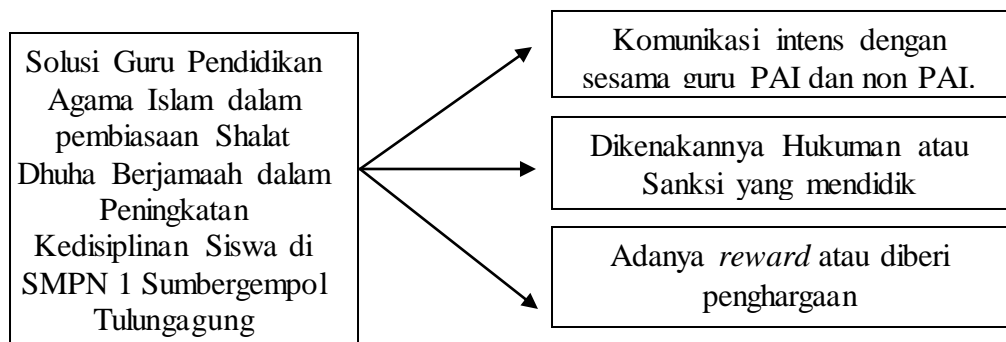 Solusi Guru Pendidikan
Agama Islam dalam
pembiasaan Shalat
Dhuha Berjamaah dalam
Peningkatan
Kedisiplinan Siswa di
SMPN 1 Sumbergempol
Tulungagung
Komunikasi intens dengan
sesama guru PAI dan non PAI.
Dikenakannya Hukuman atau
Sanksi yang mendidik
Adanya reward atau diberi
penghargaan